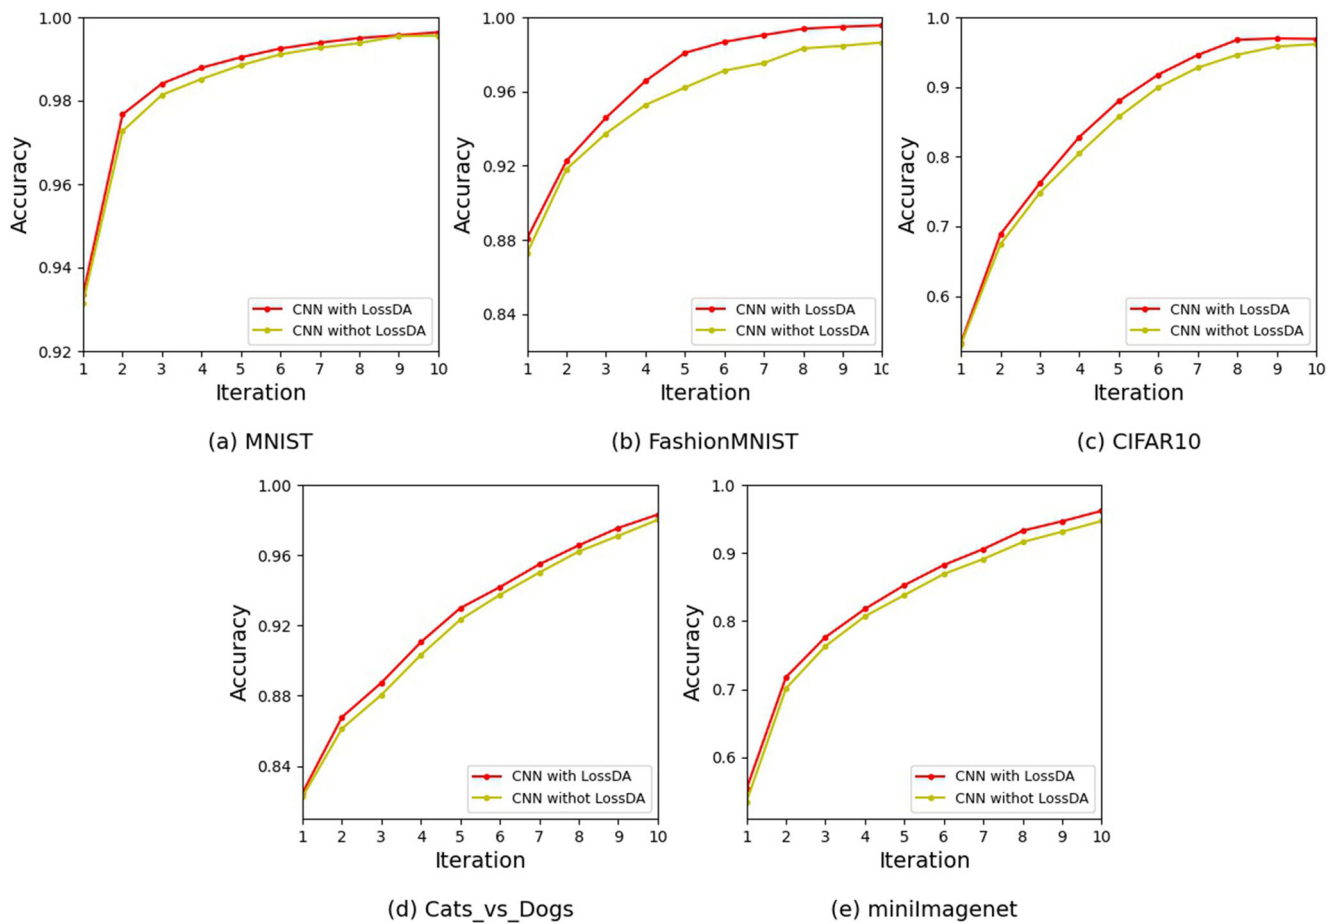 1.00
0.98
0.96
0.94
0.92
Accuracy
CNN with LossDA
CNN withot LossDA
1 2 3 4 5 6 7 8 9 10
Iteration
(a) MNIST
1.00
0.96
0.92
0.88
0.84
Accuracy
CNN with LossDA
CNN withot LossDA
1 2 3 4 5 6 7 8 9 10
Iteration
(b) FashionMNIST
1.0
0.9
0.8
0.7
0.6
Accuracy
CNN with LossDA
CNN withot LossDA
1 2 3 4 5 6 7 8 9 10
Iteration
(c) CIFAR10
1.00
0.96
0.92
0.88
0.84
Accuracy
CNN with LossDA
CNN withot LossDA
1 2 3 4 5 6 7 8 9 10
Iteration
(d) Cats_vs_Dogs
1.0
0.9
0.8
0.7
0.6
Accuracy
CNN with LossDA
CNN withot LossDA
1 2 3 4 5 6 7 8 9 10
Iteration
(e) miniImagenet